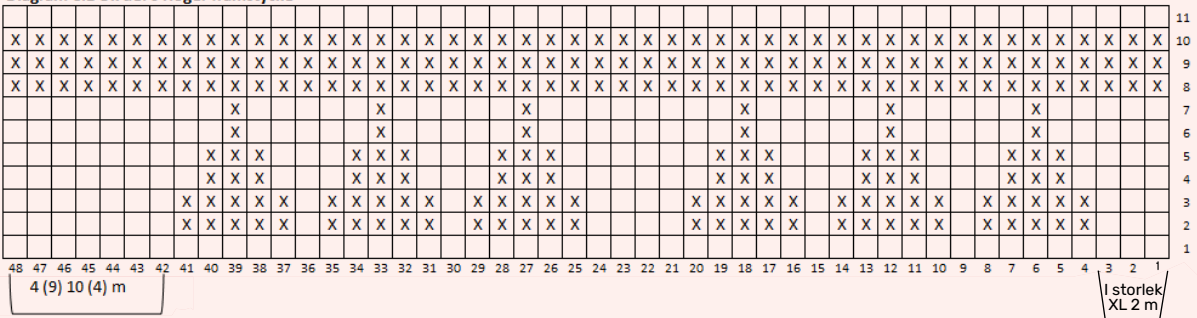 11
X X X X X X X X X X X X X X X X X X X X X X X X X X X X X X X X X X X X X X X X X X X X X X X X 10
X X X X X X X X X X X X X X X X X X X X X X X X X X X X X X X X X X X X X X X X X X X X X X X X 9
X X X X X X X X X X X X X X X X X X X X X X X X X X X X X X X X X X X X X X X X X X X X X X X X 8
X X X X X X 7
X X X X X X 6
X X X X X X X X X X X X X X X X X X 5
X X X X X X X X X X X X X X X X X X 4
X X X X X X X X X X X X X X X X X X X X X X X X X X X X X X 3
X X X X X X X X X X X X X X X X X X X X X X X X X X X X X X 2
1
48 47 46 45 44 43 42 41 40 39 38 37 36 35 34 33 32 31 30 29 28 27 26 25 24 23 22 21 20 19 18 17 16 15 14 13 12 11 10 9 8 7 6 5 4 3 2 1
4 (9) 10 (4) m
I storlek
XL 2 m